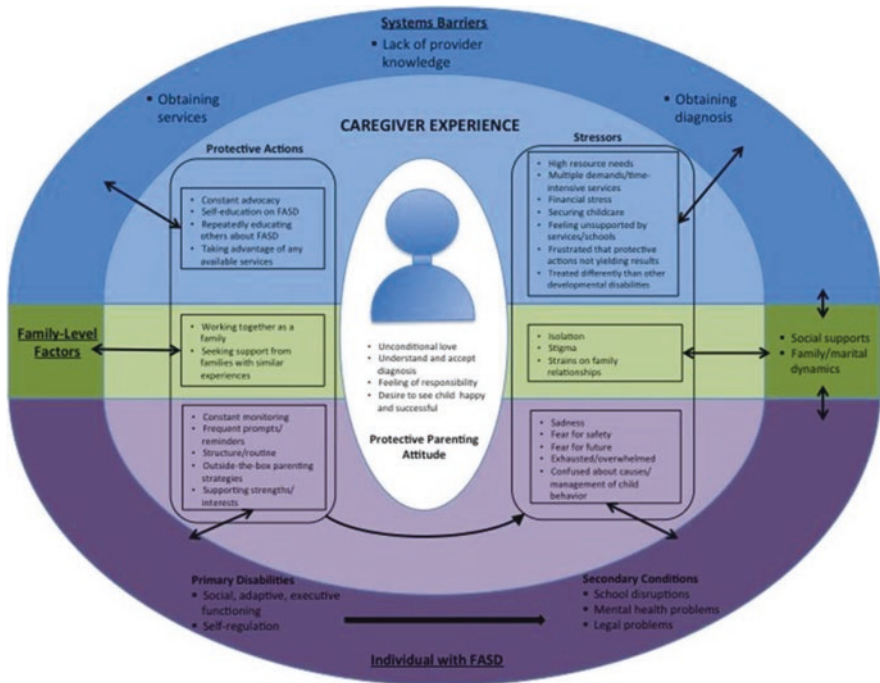 Systems Barriers
▪ Lack of provider
knowledge
▪ Obtaining
services
▪ Obtaining
diagnosis
CAREGIVER EXPERIENCE
Protective Actions
• Constant advocacy
• Self-education on FASD
• Repeatedly educating
others about FASD
• Taking advantage of any
available services
Stressors
• High resource needs
• Multiple demands/time-
intensive services
• Financial stress
• Securing childcare
• Feeling unsupported by
services/schools
• Frustrated that protective
actions not yielding results
• Treated differently than other
developmental disabilities
Family-Level
Factors
• Working together as a
family
• Seeking support from
families with similar
experiences
• Unconditional love
• Understand and accept
diagnosis
• Feeling of responsibility
• Desire to see child happy
and successful
Protective Parenting
Attitude
• Isolation
• Stigma
• Strains on family
relationships
▪ Social supports
▪ Family/marital
dynamics
• Constant monitoring
• Frequent prompts/
reminders
• Structure/routine
• Outside-the-box parenting
strategies
• Supporting strengths/
interests
• Sadness
• Fear for safety
• Fear for future
• Exhausted/overwhelmed
• Confused about causes/
management of child
behavior
Primary Disabilities
▪ Social, adaptive, executive
functioning
▪ Self-regulation
Secondary Conditions
▪ School disruptions
▪ Mental health problems
▪ Legal problems
Individual with FASD